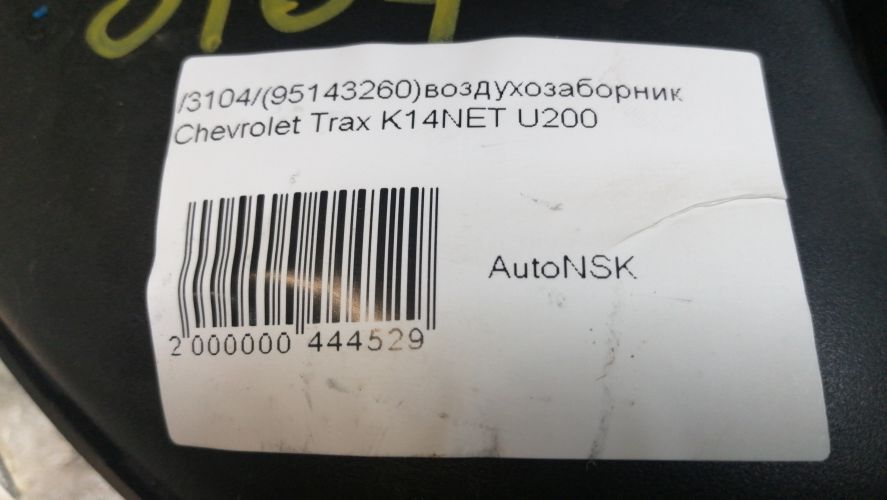 /3104/(95143260)воздухозаборник
Chevrolet Trax K14NET U200
AutoNSK
2 000000 444529